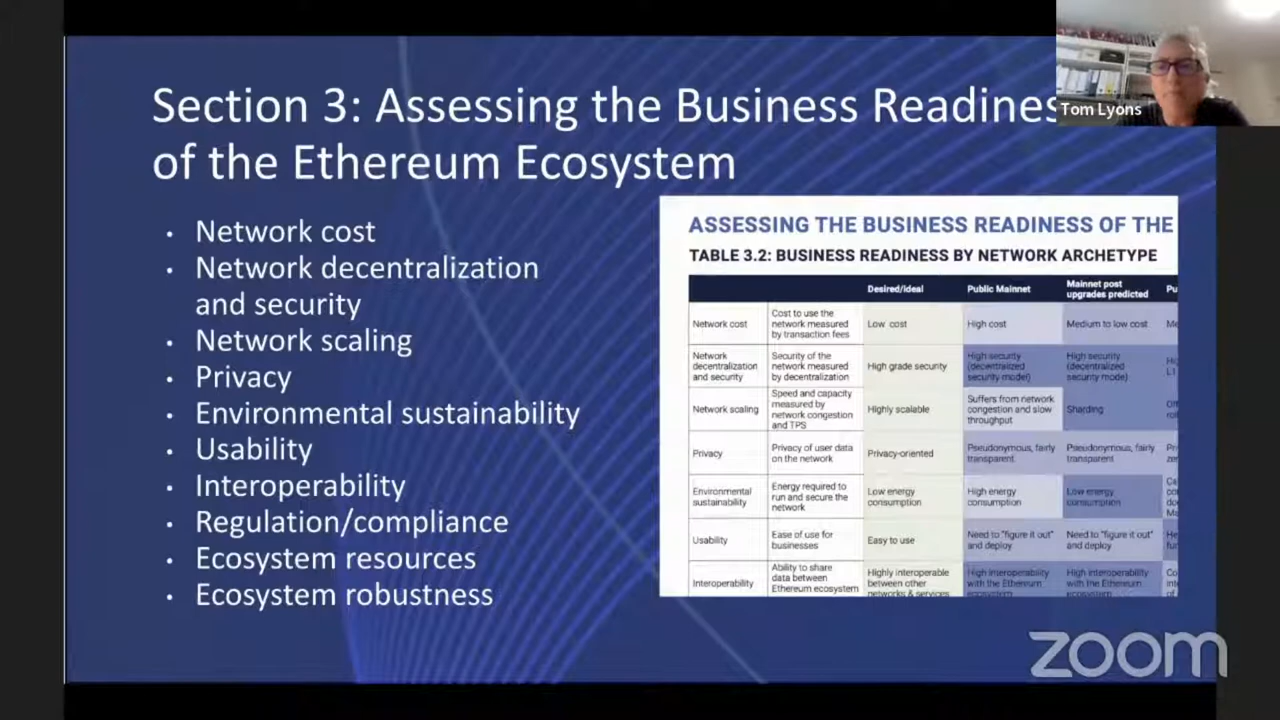 Section 3: Assessing the Business Readines
of the Ethereum Ecosystem
Tom Lyons
• Network cost
• Network decentralization
and security
• Network scaling
• Privacy
• Environmental sustainability
• Usability
• Interoperability
• Regulation/compliance
• Ecosystem resources
• Ecosystem robustness
ASSESSING THE BUSINESS READINESS OF THE
TABLE 3.2: BUSINESS READINESS BY NETWORK ARCHETYPE
Desired/ideal
Public Mainnet
Mainnet post
upgrades predicted
Network cost
Cost to use the
network measured
by transaction fees
Low cost
High cost
Medium to low cost
Network
decentralization
and security
Security of the
network measured
by decentralization
High grade security
High security
(decentralized
security model)
High security
(decentralized
security model)
L1
Network scaling
Speed and capacity
measured by
network congestion
and TPS
Highly scalable
Suffers from network
congestion and slow
throughput
Sharding
Privacy
Privacy of user data
on the network
Privacy-oriented
Pseudonymous, fairly
transparent
Pseudonymous, fairly
transparent
Environmental
sustainability
Energy required to
run and secure the
network
Low energy
consumption
High energy
consumption
Low energy
consumption
Usability
Ease of use for
businesses
Easy to use
Need to "figure it out"
and deploy
Need to "figure it out"
and deploy
Interoperability
Ability to share
data between
Ethereum ecosystem
Highly interoperable
between other
networks & services
High interoperability
with the Ethereum
ecosystem
High interoperability
with the Ethereum
ecosystem
zoom